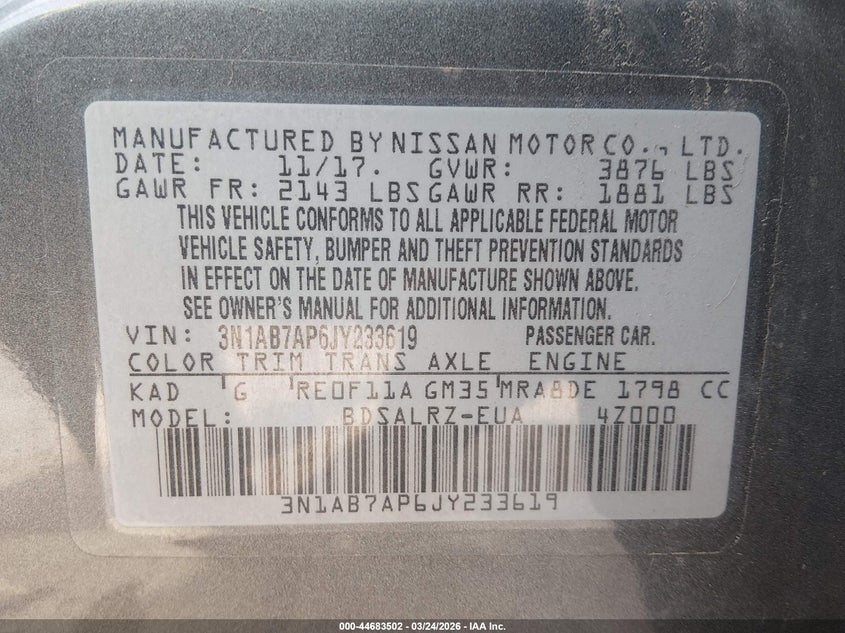 MANUFACTURED BY NISSAN MOTOR CO., LTD.
DATE: 11/17. GVWR: 3876 LBS
GAWR FR: 2143 LBS GAWR RR: 1881 LBS
THIS VEHICLE CONFORMS TO ALL APPLICABLE FEDERAL MOTOR
VEHICLE SAFETY, BUMPER AND THEFT PREVENTION STANDARDS
IN EFFECT ON THE DATE OF MANUFACTURE SHOWN ABOVE.
SEE OWNER'S MANUAL FOR ADDITIONAL INFORMATION.
VIN: 3N1AB7AP6JY233619 PASSENGER CAR.
COLOR TRIM TRANS AXLE ENGINE
KAD G RE0F11A GM35 MRA8DE 1798 CC
MODEL: BDSALRZ-EUA 4Z000
3N1AB7AP6JY233619
000-44683502 — 03/24/2026 — IAA Inc.